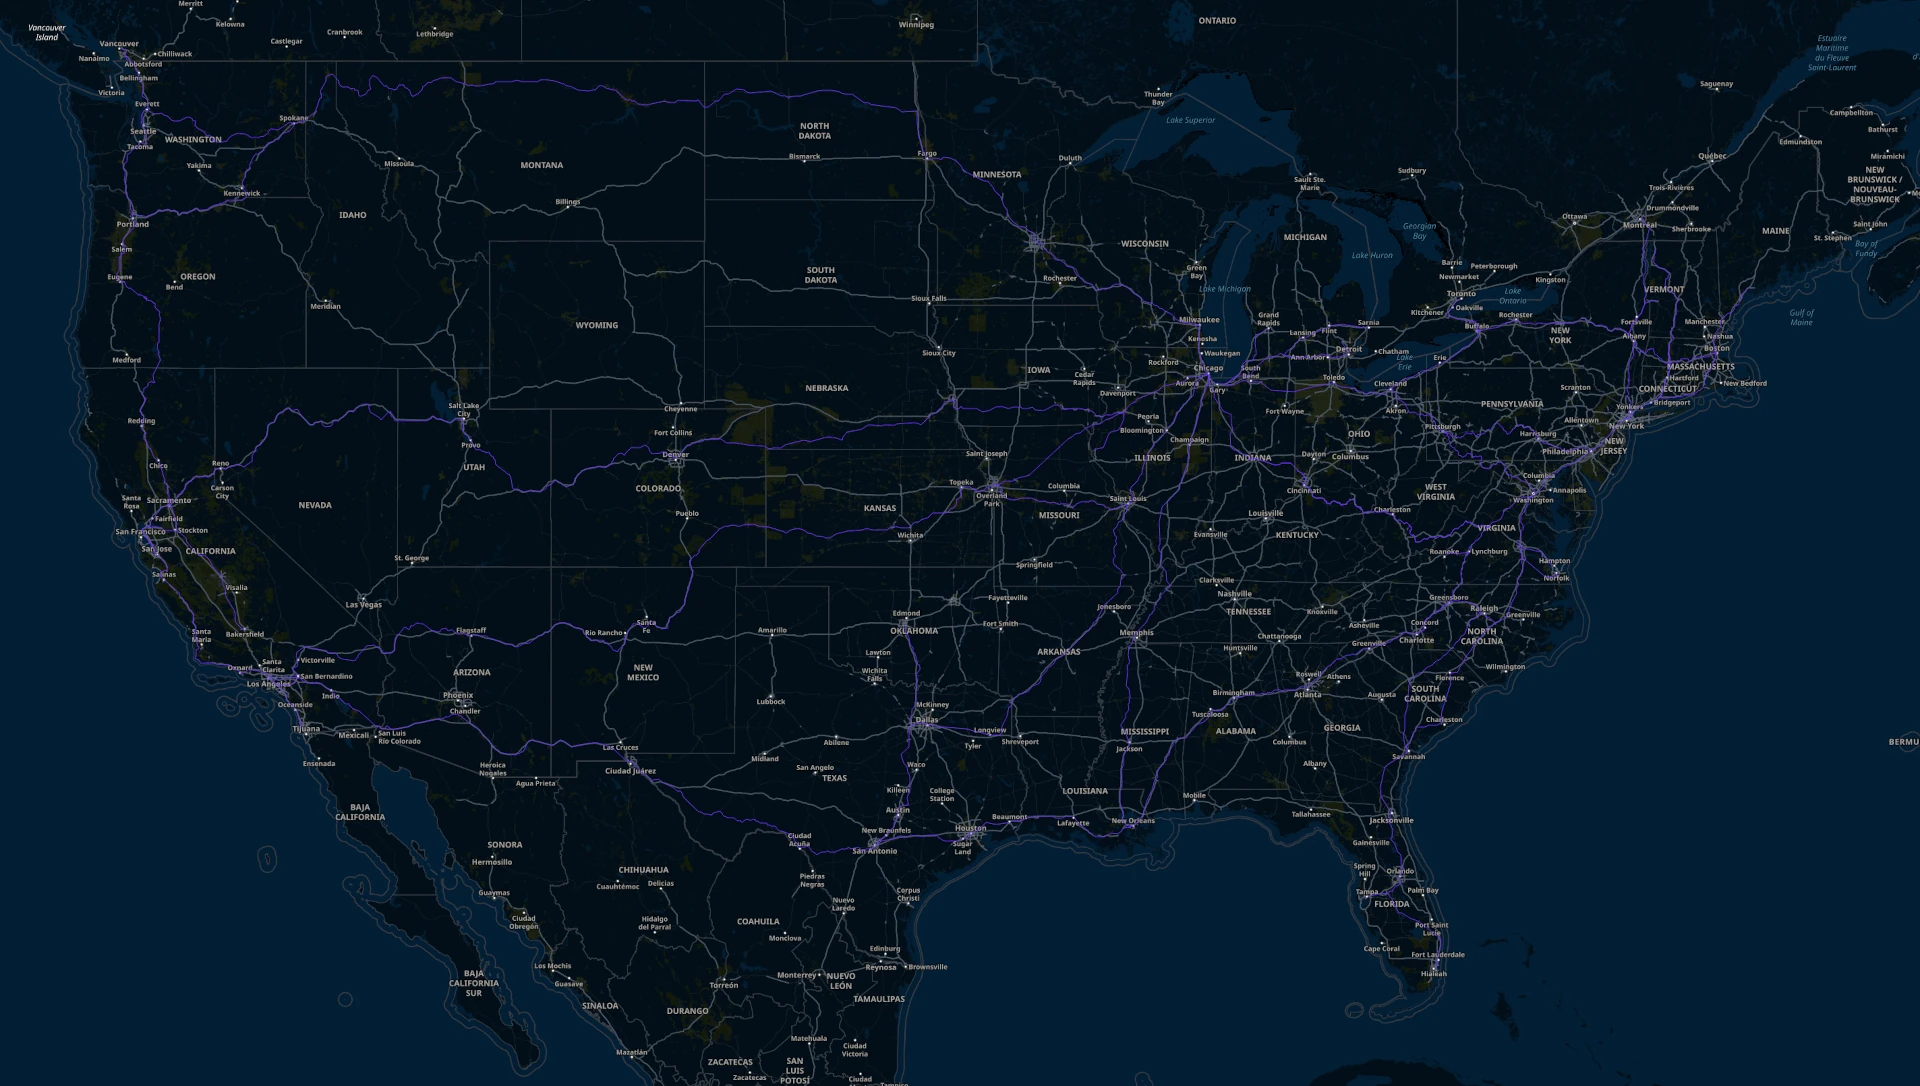 Merritt
Kelowna
Vancouver
Island
Vancouver
Nanaimo
Chilliwack
Abbotsford
Bellingham
Victoria
Castlegar
Cranbrook
Lethbridge
Winnipeg
ONTARIO
Estuaire
Maritime
du Fleuve
Saint-Laurent
Saguenay
Thunder
Bay
Lake Superior
Campbellton
Bathurst
Edmundston
Miramichi
Everett
Seattle
Tacoma
WASHINGTON
Spokane
Yakima
Kennewick
Missoula
MONTANA
NORTH
DAKOTA
Bismarck
Fargo
MINNESOTA
Duluth
Sault Ste.
Marie
Sudbury
Québec
NEW
BRUNSWICK /
NOUVEAU-
BRUNSWICK
Trois-Rivières
Drummondville
Portland
Salem
Eugene
OREGON
Bend
IDAHO
Billings
Meridian
SOUTH
DAKOTA
WISCONSIN
Rochester
Green
Bay
MICHIGAN
Lake Huron
Lake Michigan
Georgian
Bay
Ottawa
Montréal
Sherbrooke
MAINE
St. Stephen
Saint John
Bay of
Fundy
Barrie
Newmarket
Peterborough
Kingston
Toronto
Oakville
Kitchener
Lake
Ontario
VERMONT
Gulf of
Maine
WYOMING
Sioux Falls
Sioux City
Milwaukee
Kenosha
Waukegan
Grand
Rapids
Lansing
Flint
Sarnia
Ann Arbor
Detroit
Chatham
Lake
Erie
Erie
Buffalo
Rochester
NEW
YORK
Fortsville
Albany
Manchester
Nashua
Boston
MASSACHUSETTS
Hartford
CONNECTICUT
New Bedford
Bridgeport
Medford
Redding
Chico
Reno
Carson
City
NEVADA
Salt Lake
City
Provo
UTAH
Cheyenne
Fort Collins
Denver
COLORADO
Pueblo
NEBRASKA
IOWA
Cedar
Rapids
Davenport
Rockford
Chicago
Aurora
Gary
South
Bend
Toledo
Cleveland
Akron
Fort Wayne
Peoria
Bloomington
Champaign
ILLINOIS
INDIANA
OHIO
Dayton
Columbus
Cincinnati
Pittsburgh
PENNSYLVANIA
Scranton
Allentown
Harrisburg
Philadelphia
Yonkers
New York
NEW
JERSEY
Columbia
Annapolis
Washington
Santa
Rosa
Sacramento
Fairfield
San Francisco
Stockton
San Jose
CALIFORNIA
Salinas
Visalia
Bakersfield
Santa
Maria
St. George
Las Vegas
Saint Joseph
Topeka
Overland
Park
Columbia
Saint Louis
KANSAS
MISSOURI
Wichita
Springfield
Louisville
Evansville
KENTUCKY
WEST
VIRGINIA
Charleston
VIRGINIA
Roanoke
Lynchburg
Hampton
Norfolk
Clarksville
Nashville
TENNESSEE
Knoxville
Greensboro
Raleigh
Greenville
Concord
Charlotte
NORTH
CAROLINA
Asheville
Greenville
Wilmington
Oxnard
Santa
Clarita
Los Angeles
Victorville
San Bernardino
Indio
Oceanside
Tijuana
Mexicali
San Luis
Río Colorado
Ensenada
Flagstaff
ARIZONA
Phoenix
Chandler
Rio Rancho
Santa
Fe
NEW
MEXICO
Las Cruces
Ciudad Juárez
Amarillo
Lubbock
Edmond
OKLAHOMA
Lawton
Wichita
Falls
Fayetteville
Fort Smith
ARKANSAS
Jonesboro
Memphis
Chattanooga
Huntsville
Roswell
Atlanta
Athens
Birmingham
Tuscaloosa
ALABAMA
GEORGIA
Columbus
Albany
Augusta
SOUTH
CAROLINA
Florence
Charleston
Savannah
McKinney
Dallas
Longview
Tyler
Shreveport
Abilene
Midland
San Angelo
TEXAS
Waco
Killeen
Austin
College
Station
New Braunfels
San Antonio
Houston
Sugar
Land
Beaumont
Lafayette
New Orleans
LOUISIANA
MISSISSIPPI
Jackson
Mobile
Tallahassee
Jacksonville
Gainesville
Spring
Hill
Orlando
Tampa
Palm Bay
FLORIDA
Port Saint
Lucie
Cape Coral
Fort Lauderdale
Hialeah
BERMU
BAJA
CALIFORNIA
Heroica
Nogales
Agua Prieta
SONORA
Hermosillo
Guaymas
Ciudad
Obregón
Los Mochis
Guasave
SINALOA
Mazatlán
BAJA
CALIFORNIA
SUR
CHIHUAHUA
Cuauhtémoc
Delicias
Hidalgo
del Parral
Ciudad
Acuña
Piedras
Negras
Nuevo
Laredo
Corpus
Christi
COAHUILA
Monclova
Edinburg
Reynosa
Brownsville
Monterrey
NUEVO
LEÓN
TAMAULIPAS
Torreón
DURANGO
Matehuala
Ciudad
Victoria
ZACATECAS
Zacatecas
SAN
LUIS
POTOSÍ
Ciudad